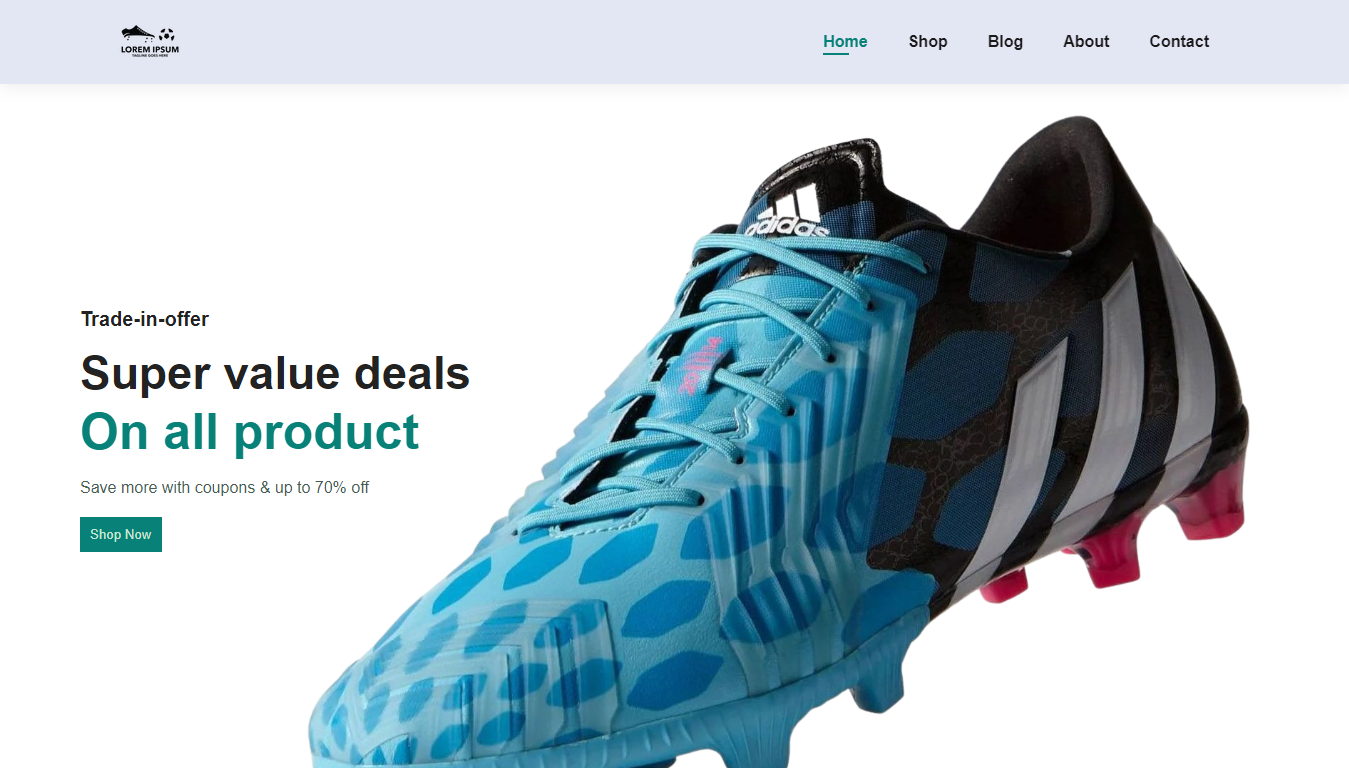 LOREM IPSUM
TAGLINE GOES HERE
Home
Shop
Blog
About
Contact
adidas
Trade-in-offer
Super value deals
On all product
Save more with coupons & up to 70% off
Shop Now